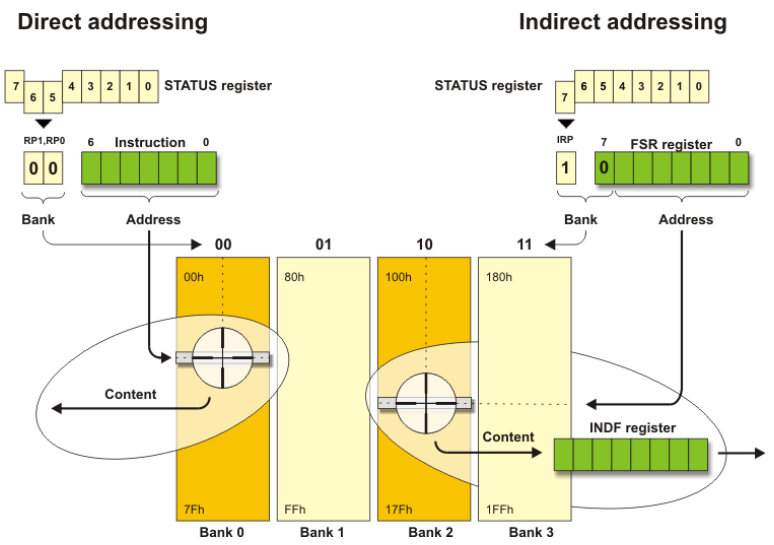 Direct addressing
Indirect addressing
7 6 5 4 3 2 1 0 STATUS register
STATUS register 7 6 5 4 3 2 1 0
RP1,RP0 6 Instruction 0
IRP 7 FSR register 0
0 0
1 0
Bank Address
Bank Address
00 01 10 11
00h 80h 100h 180h
Content
INDF register
Content
7Fh FFh 17Fh 1FFh
Bank 0 Bank 1 Bank 2 Bank 3